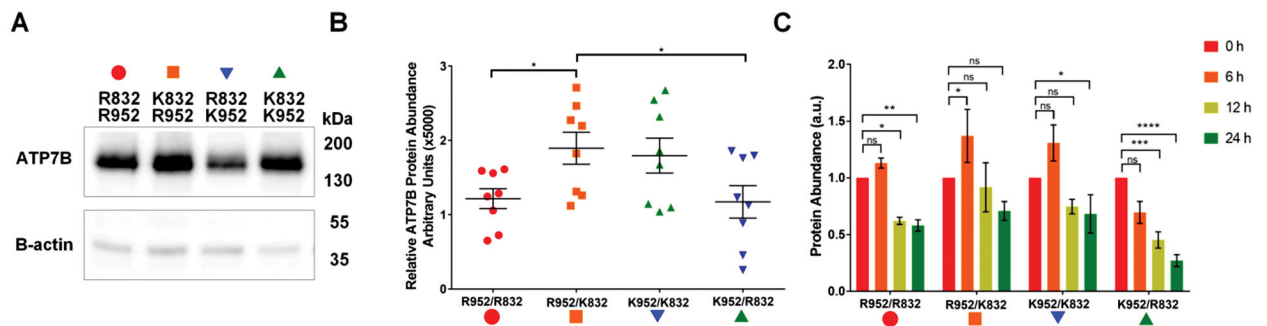 A
R832 K832 R832 K832
R952 R952 K952 K952
kDa
200
ATP7B
130
55
B-actin
35
B
Relative ATP7B Protein Abundance
Arbitrary Units (x5000)
3
2
1
0
*
*
R952/R832 R952/K832 K952/K832 K952/R832
C
Protein Abundance (a.u.)
2.0
1.5
1.0
0.5
0.0
**
*
ns
ns
ns
*
*
ns
ns
****
***
ns
R952/R832 R952/K832 K952/K832 K952/R832
0 h
6 h
12 h
24 h